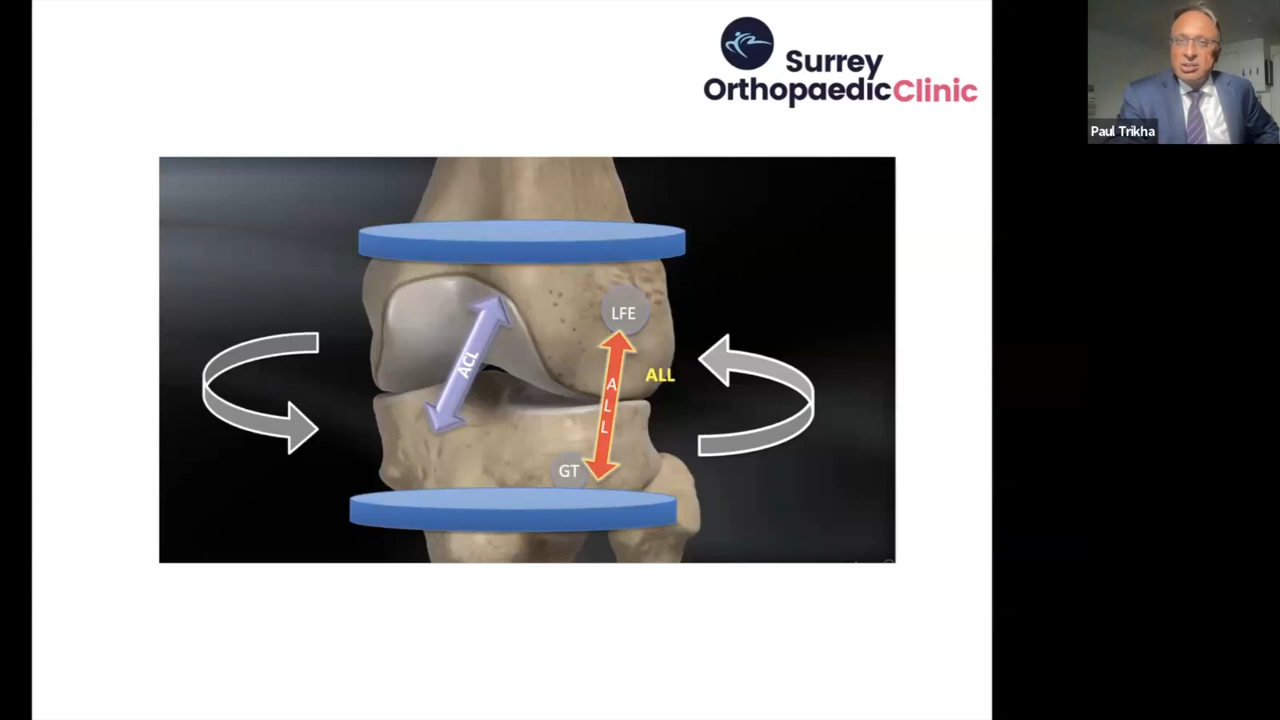 Surrey
OrthopaedicClinic
Paul Trikha
LFE
ACL
ALL
ALL
GT